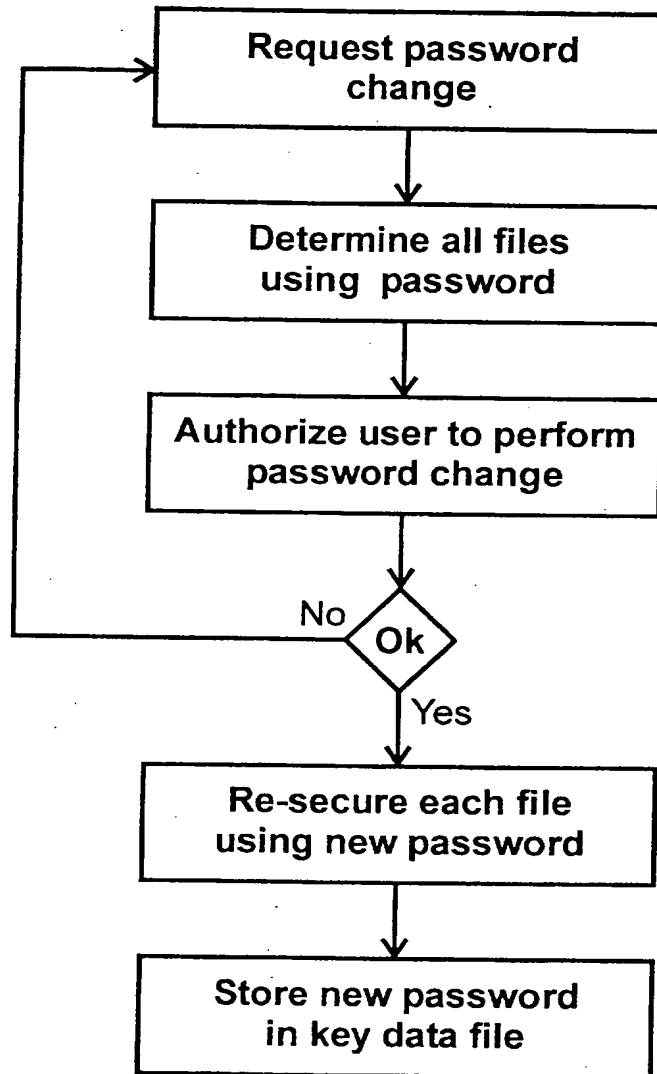 Request password
change
Determine all files
using password
Authorize user to perform
password change
No
Ok
Yes
Re-secure each file
using new password
Store new password
in key data file